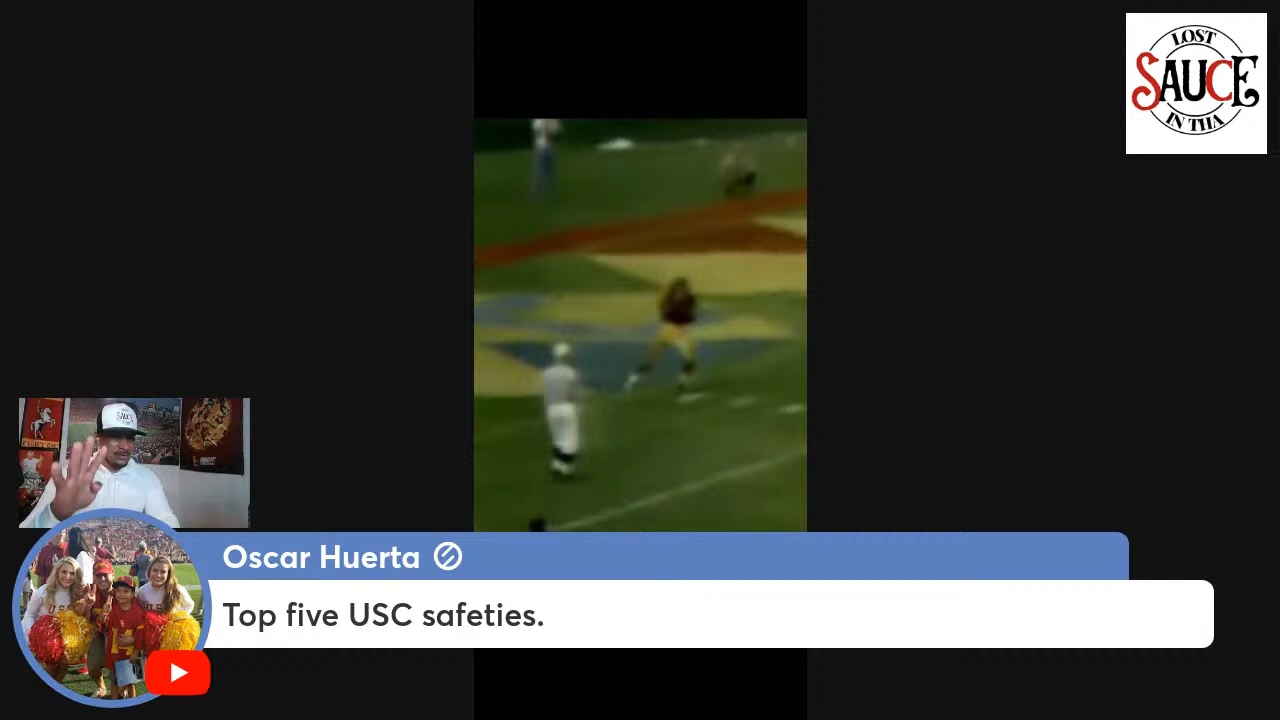 LOST
SAUCE
IN THA
Oscar Huerta
Top five USC safeties.